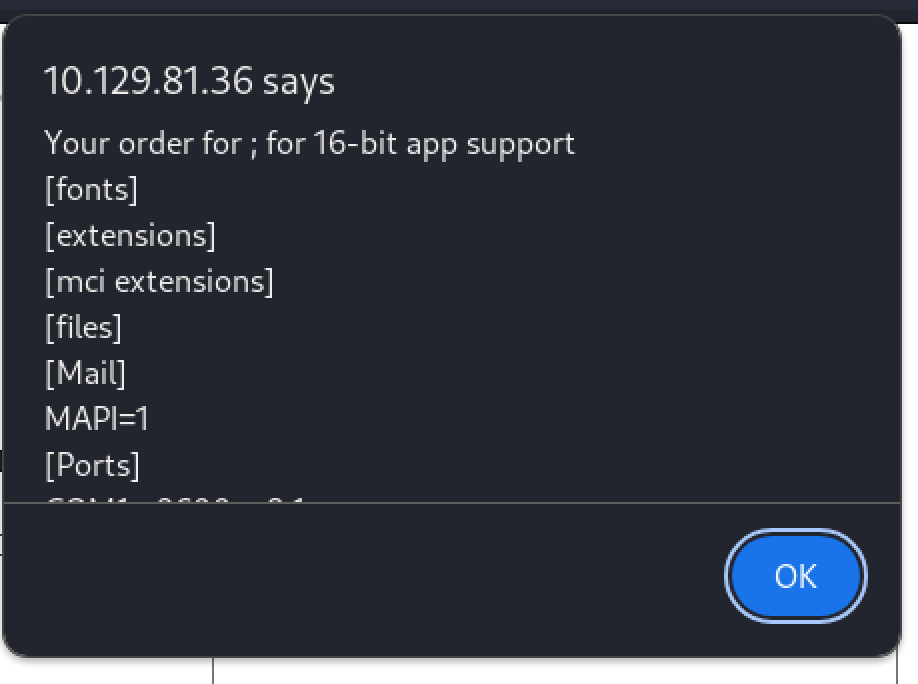 10.129.81.36 says
Your order for ; for 16-bit app support
[fonts]
[extensions]
[mci extensions]
[files]
[Mail]
MAPI=1
[Ports]
OK